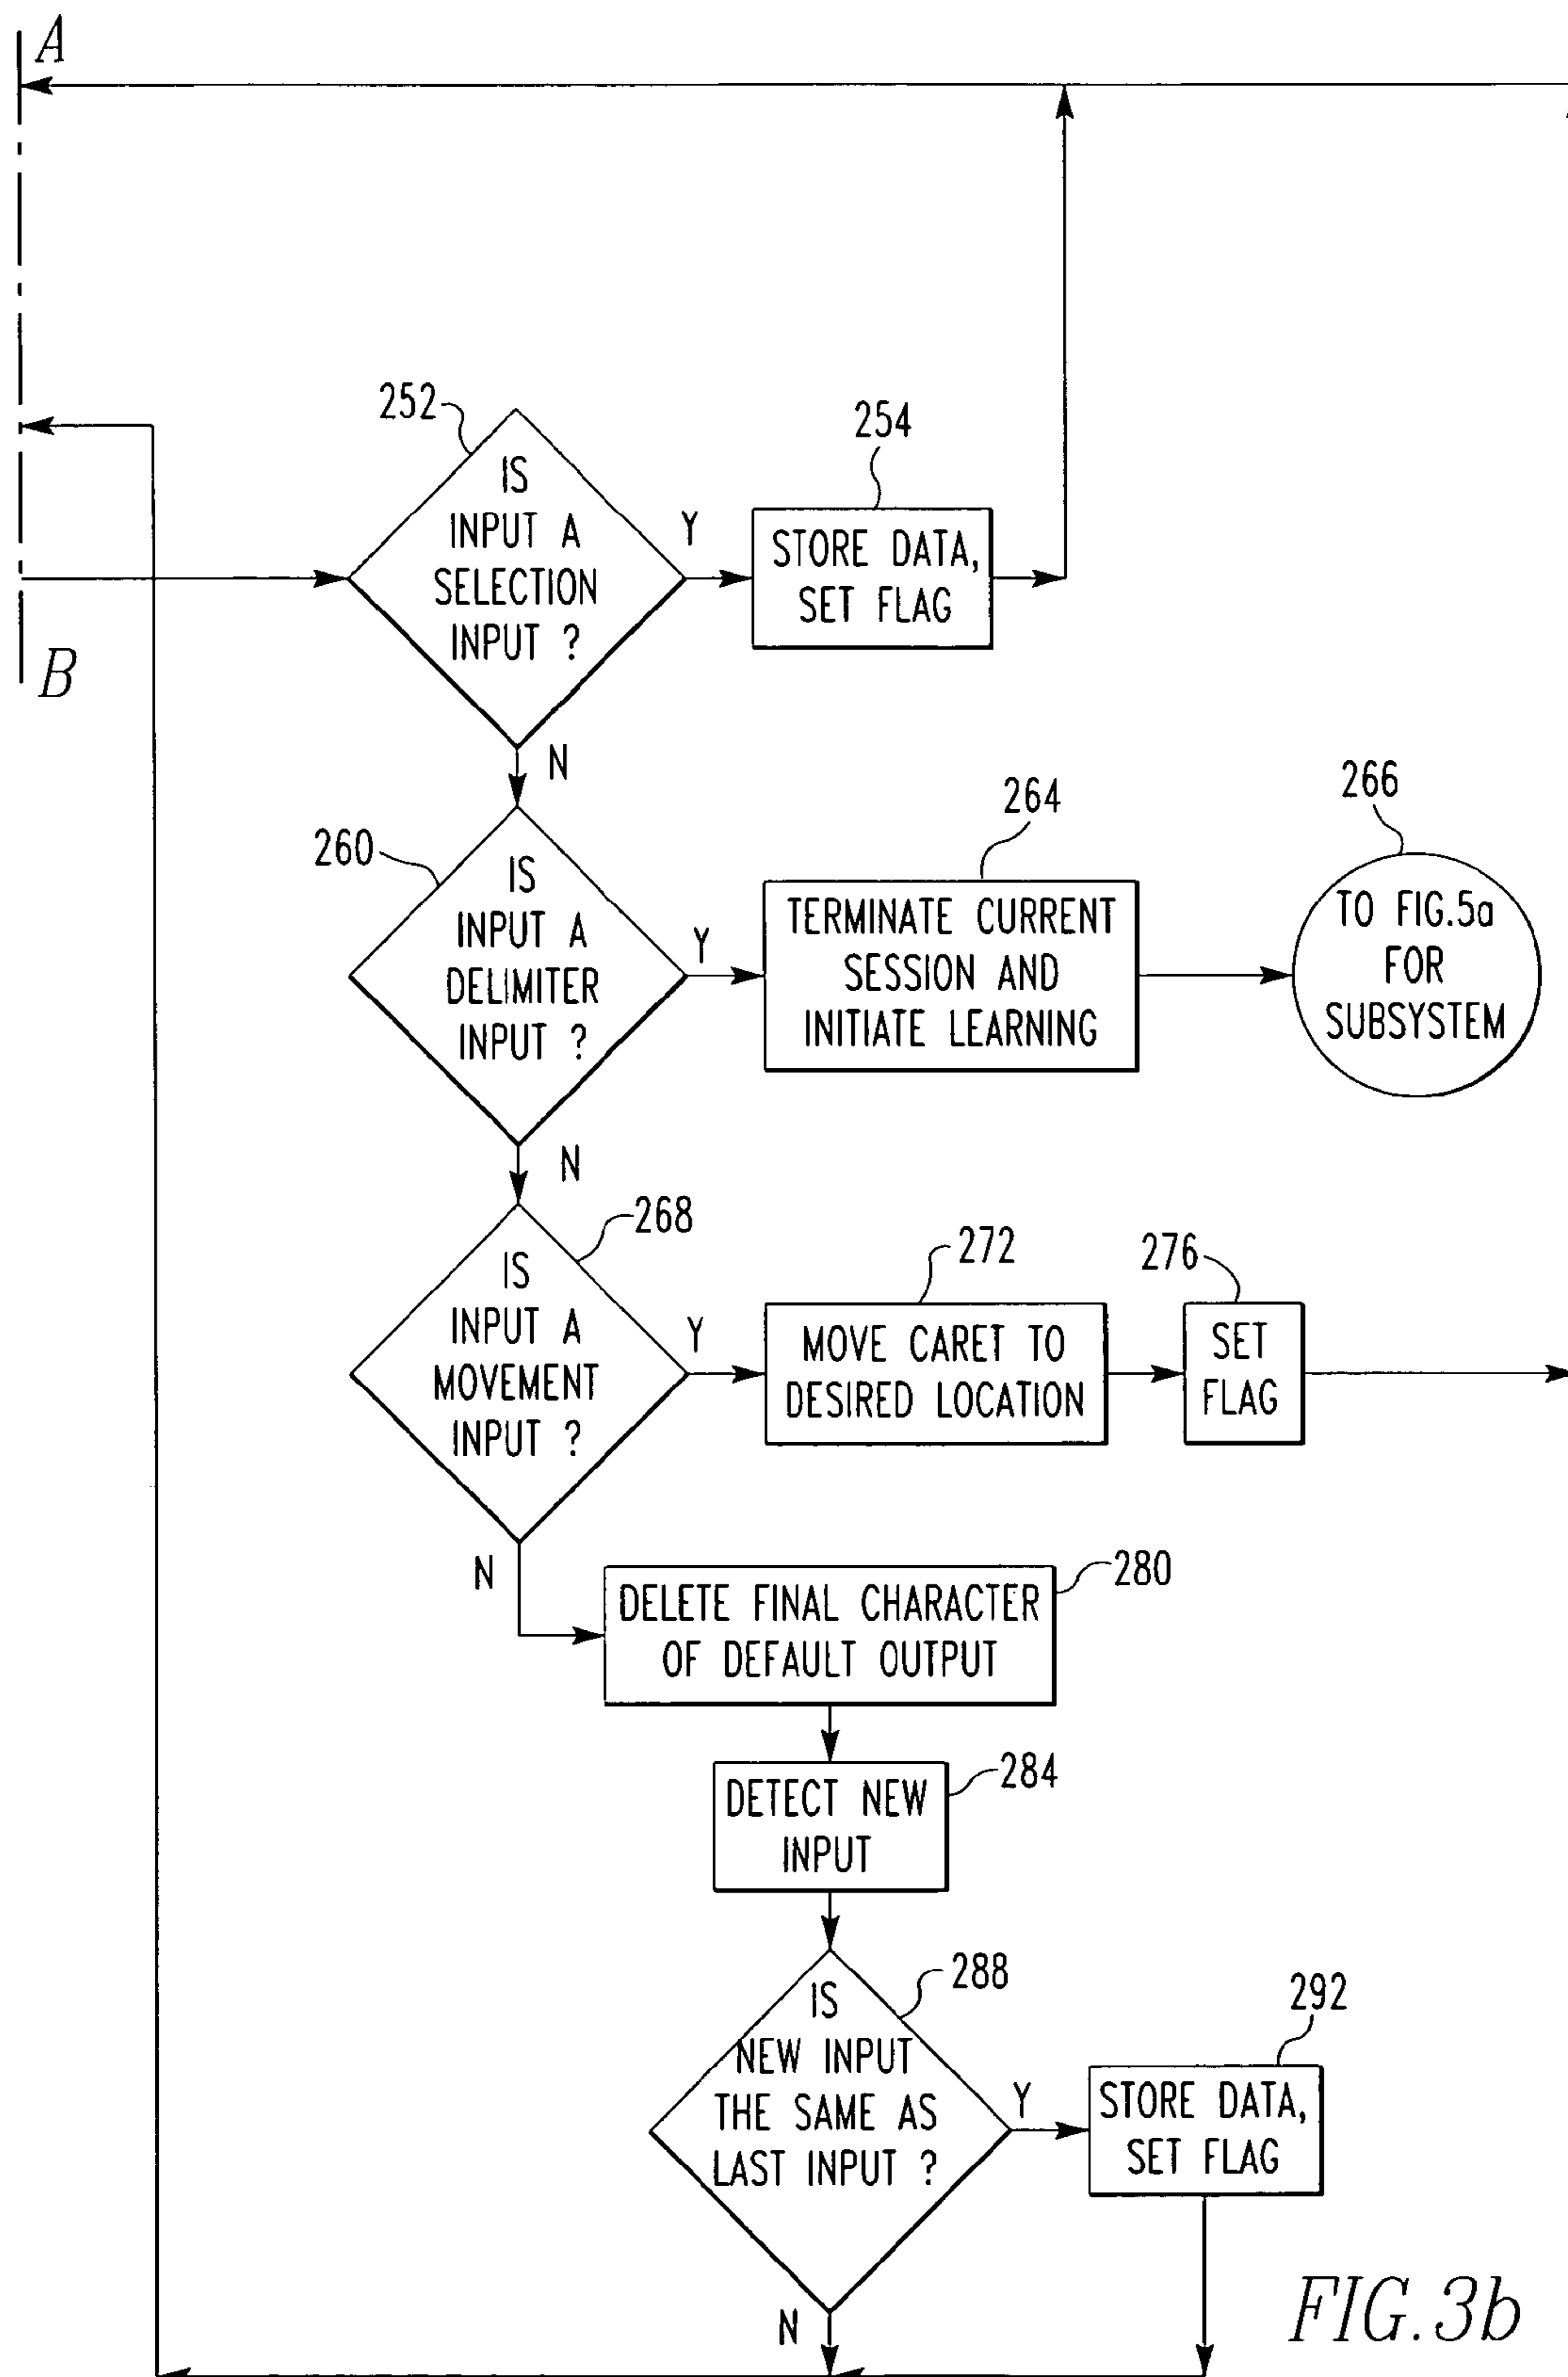 A
252
IS
INPUT A
SELECTION
INPUT ?
Y
254
STORE DATA,
SET FLAG
B
N
260
IS
INPUT A
DELIMITER
INPUT ?
Y
264
TERMINATE CURRENT
SESSION AND
INITIATE LEARNING
266
TO FIG.5a
FOR
SUBSYSTEM
N
268
IS
INPUT A
MOVEMENT
INPUT ?
Y
272
MOVE CARET TO
DESIRED LOCATION
276
SET
FLAG
N
280
DELETE FINAL CHARACTER
OF DEFAULT OUTPUT
284
DETECT NEW
INPUT
288
IS
NEW INPUT
THE SAME AS
LAST INPUT ?
Y
292
STORE DATA,
SET FLAG
N
FIG.3b